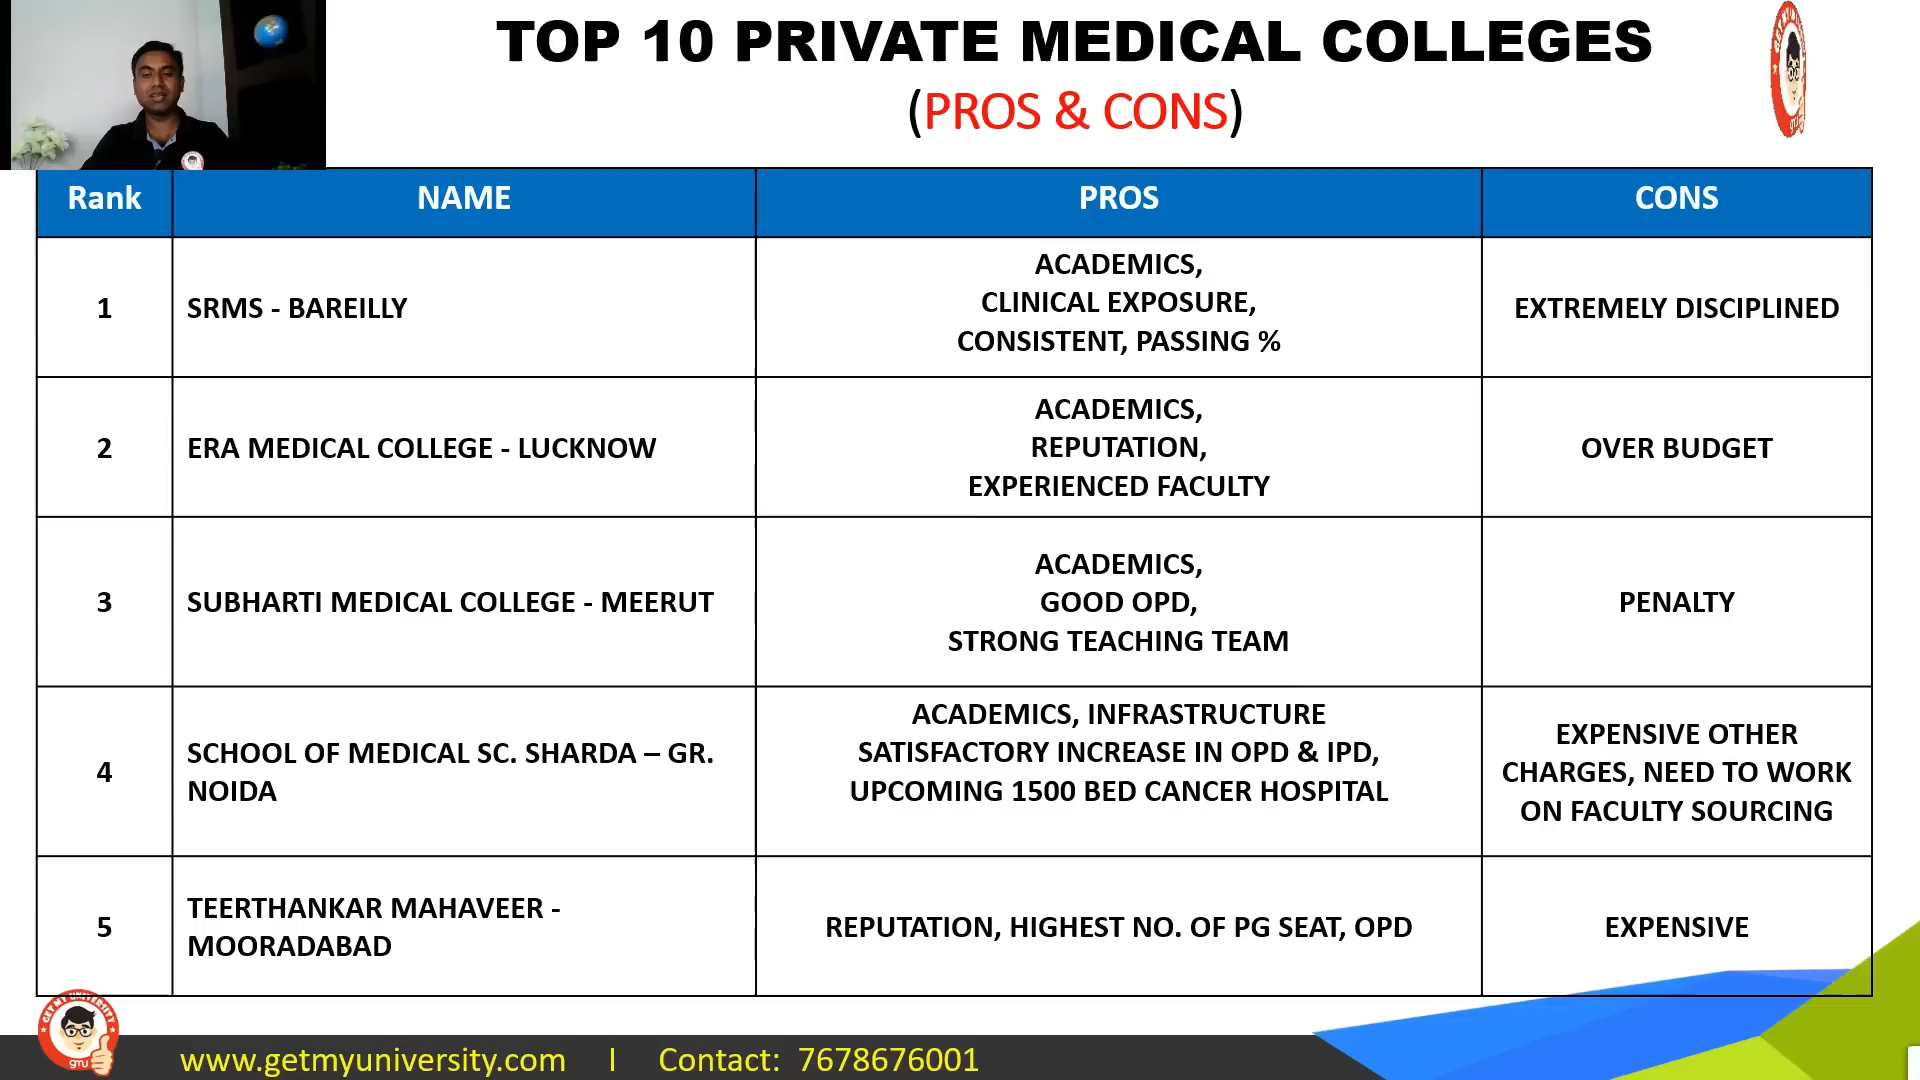 TOP 10 PRIVATE MEDICAL COLLEGES
(PROS & CONS)
Rank NAME PROS CONS
1
SRMS - BAREILLY
ACADEMICS,
CLINICAL EXPOSURE,
CONSISTENT, PASSING %
EXTREMELY DISCIPLINED
2
ERA MEDICAL COLLEGE - LUCKNOW
ACADEMICS,
REPUTATION,
EXPERIENCED FACULTY
OVER BUDGET
3
SUBHARTI MEDICAL COLLEGE - MEERUT
ACADEMICS,
GOOD OPD,
STRONG TEACHING TEAM
PENALTY
4
SCHOOL OF MEDICAL SC. SHARDA – GR.
NOIDA
ACADEMICS, INFRASTRUCTURE
SATISFACTORY INCREASE IN OPD & IPD,
UPCOMING 1500 BED CANCER HOSPITAL
EXPENSIVE OTHER
CHARGES, NEED TO WORK
ON FACULTY SOURCING
5
TEERTHANKAR MAHAVEER -
MOORADABAD
REPUTATION, HIGHEST NO. OF PG SEAT, OPD
EXPENSIVE
GET MY UNIVERSITY
gmu
www.getmyuniversity.com I Contact: 7678676001